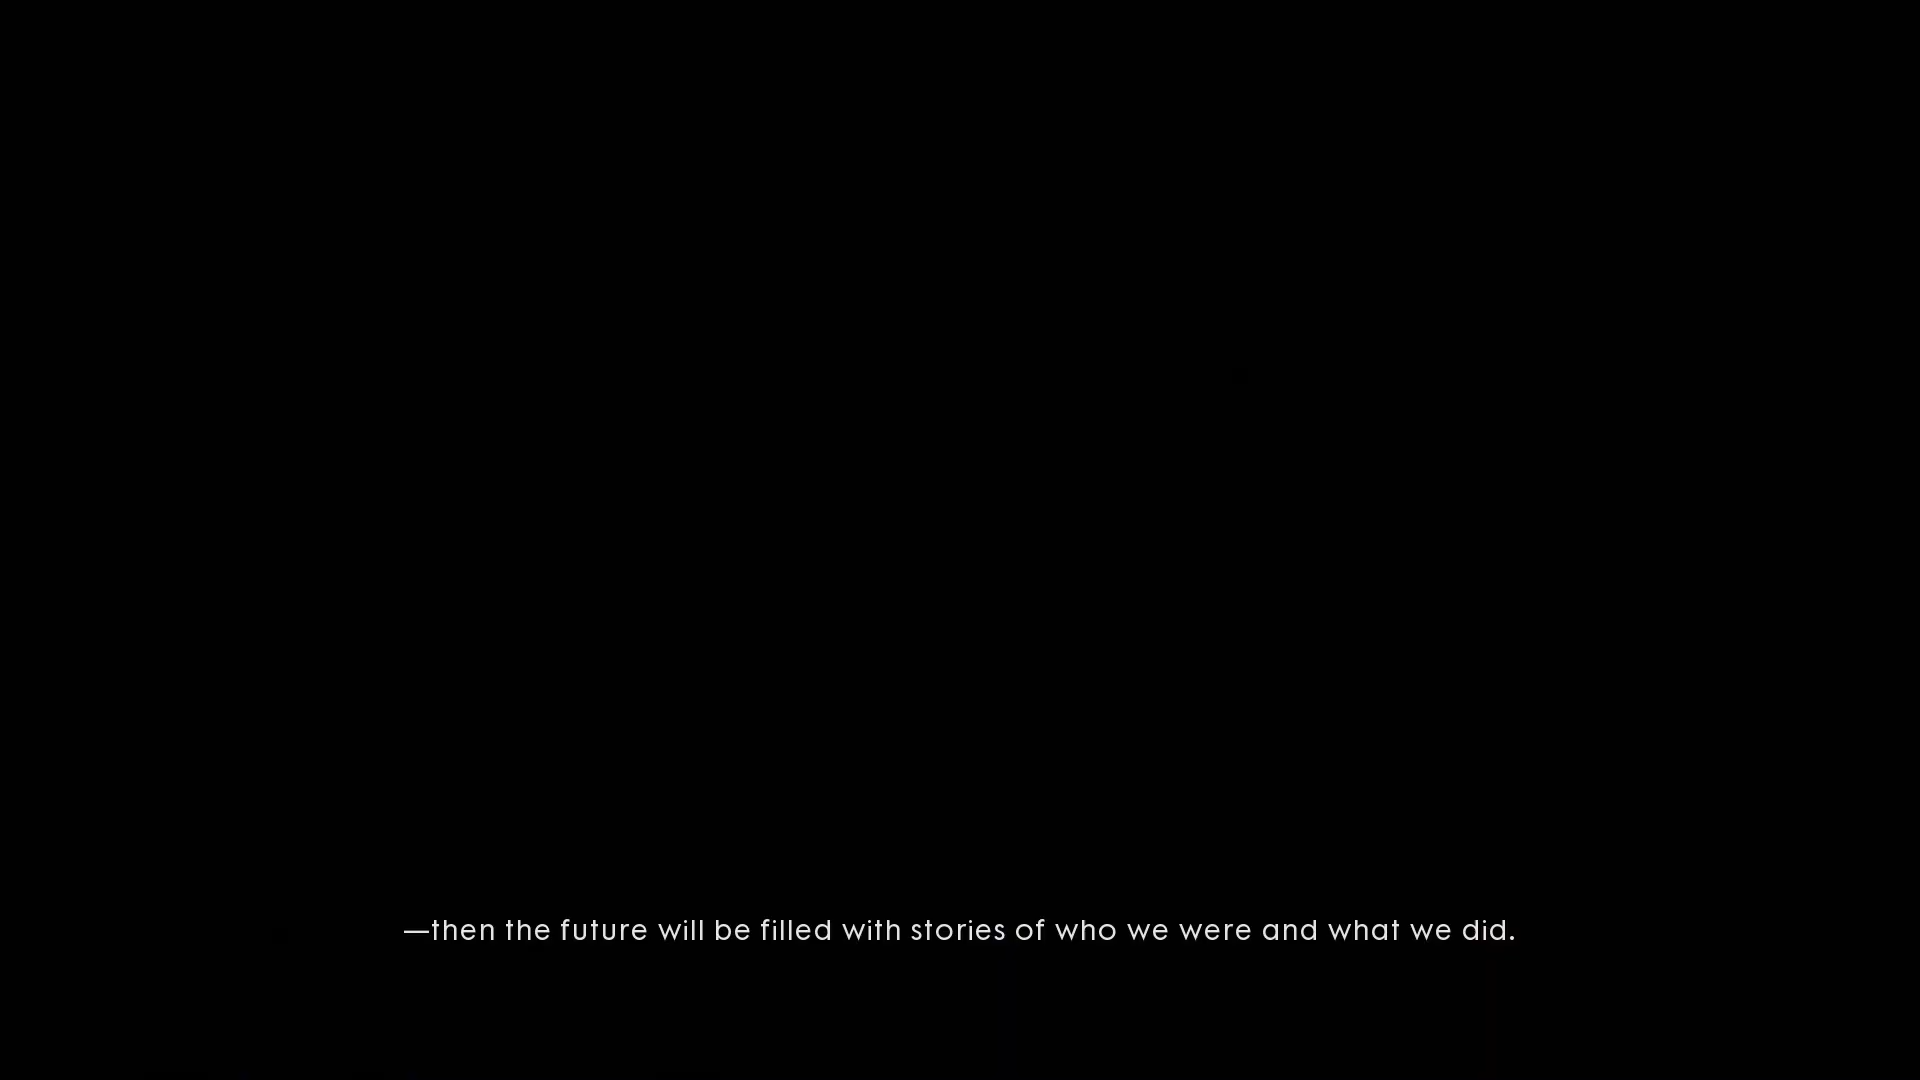 —then the future will be filled with stories of who we were and what we did.